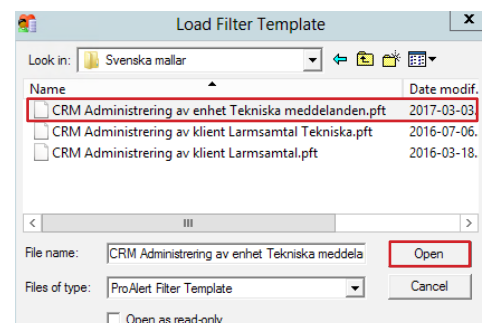 Load Filter Template
x
Look in: Svenska mallar
Name Date modif.
CRM Administrering av enhet Tekniska meddelanden.pft 2017-03-03.
CRM Administrering av klient Larmsamtal Tekniska.pft 2016-07-06.
CRM Administrering av klient Larmsamtal.pft 2016-03-18.
File name: CRM Administrering av enhet Tekniska meddela Open
Files of type: ProAlert Filter Template Cancel
Open as read-only